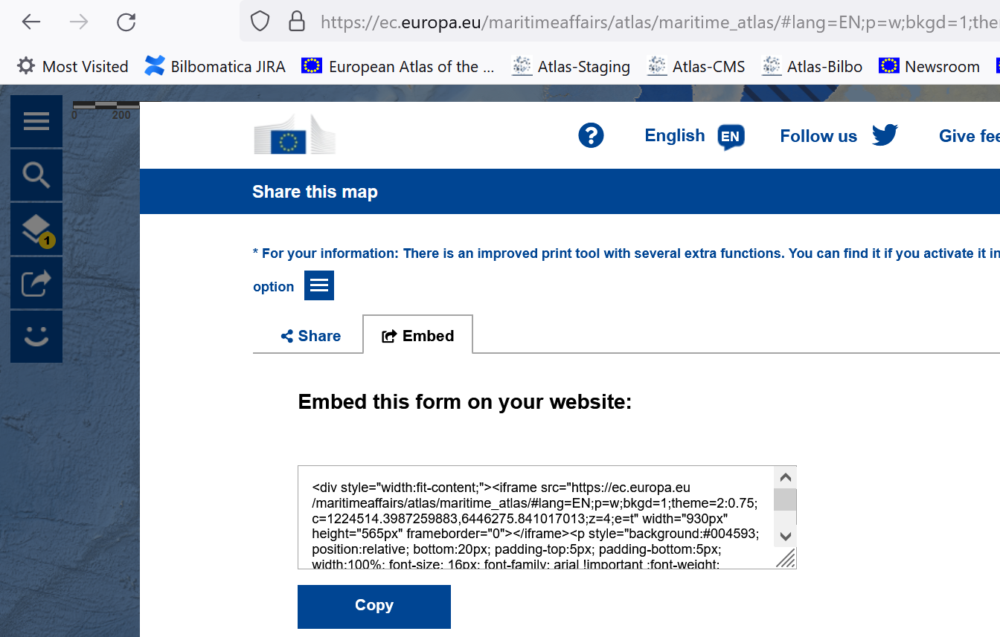 https://ec.europa.eu/maritimeaffairs/atlas/maritime_atlas/#lang=EN;p=w;bkgd=1;the
Most Visited Bilbomatica JIRA European Atlas of the ... Atlas-Staging Atlas-CMS Atlas-Bilbo Newsroom
0 200
? English EN Follow us Give fee
Share this map
1
* For your information: There is an improved print tool with several extra functions. You can find it if you activate it in
option
Share Embed
Embed this form on your website:
<div style="width:fit-content;"><iframe src="https://ec.europa.eu
/maritimeaffairs/atlas/maritime_atlas/#lang=EN;p=w;bkgd=1;theme=2:0.75;
c=1224514.3987259883,6446275.841017013;z=4;e=t" width="930px"
height="565px" frameborder="0"></iframe><p style="background:#004593;
position:relative; bottom:20px; padding-top:5px; padding-bottom:5px;
width:100%; font-size: 16px; font-family: arial !important ;font-weight:
Copy